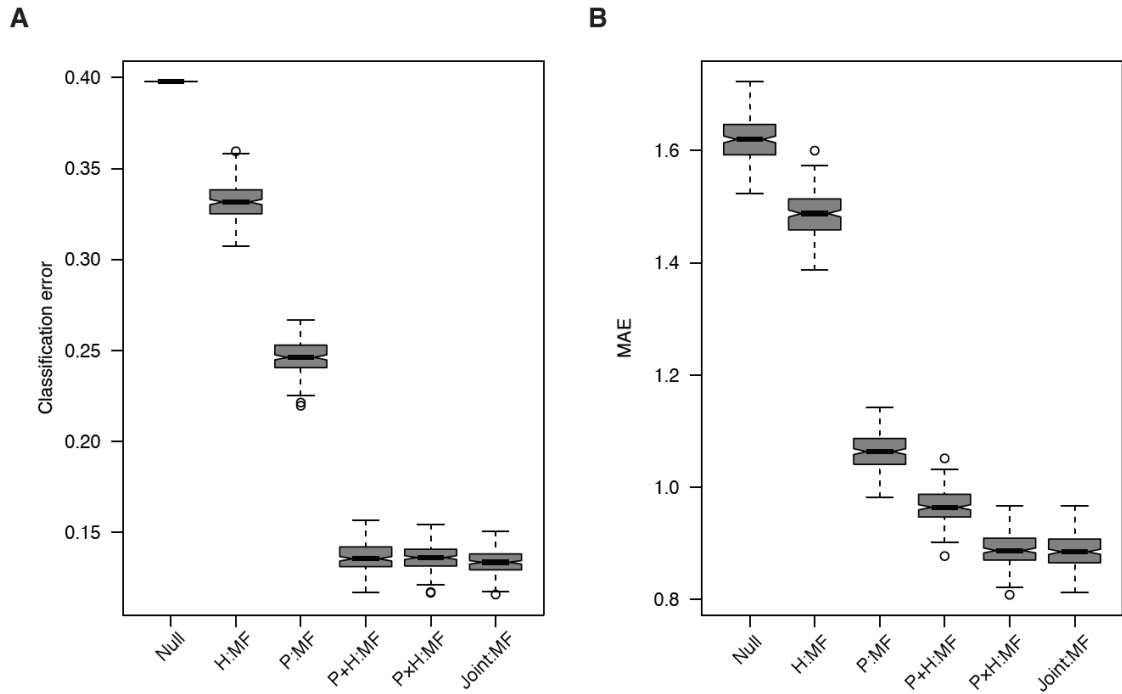 A
Classification error
0.40
0.35
0.30
0.25
0.20
0.15
Null
H:MF
P:MF
P+H:MF
P×H:MF
Joint:MF
B
MAE
1.6
1.4
1.2
1.0
0.8
Null
H:MF
P:MF
P+H:MF
P×H:MF
Joint:MF